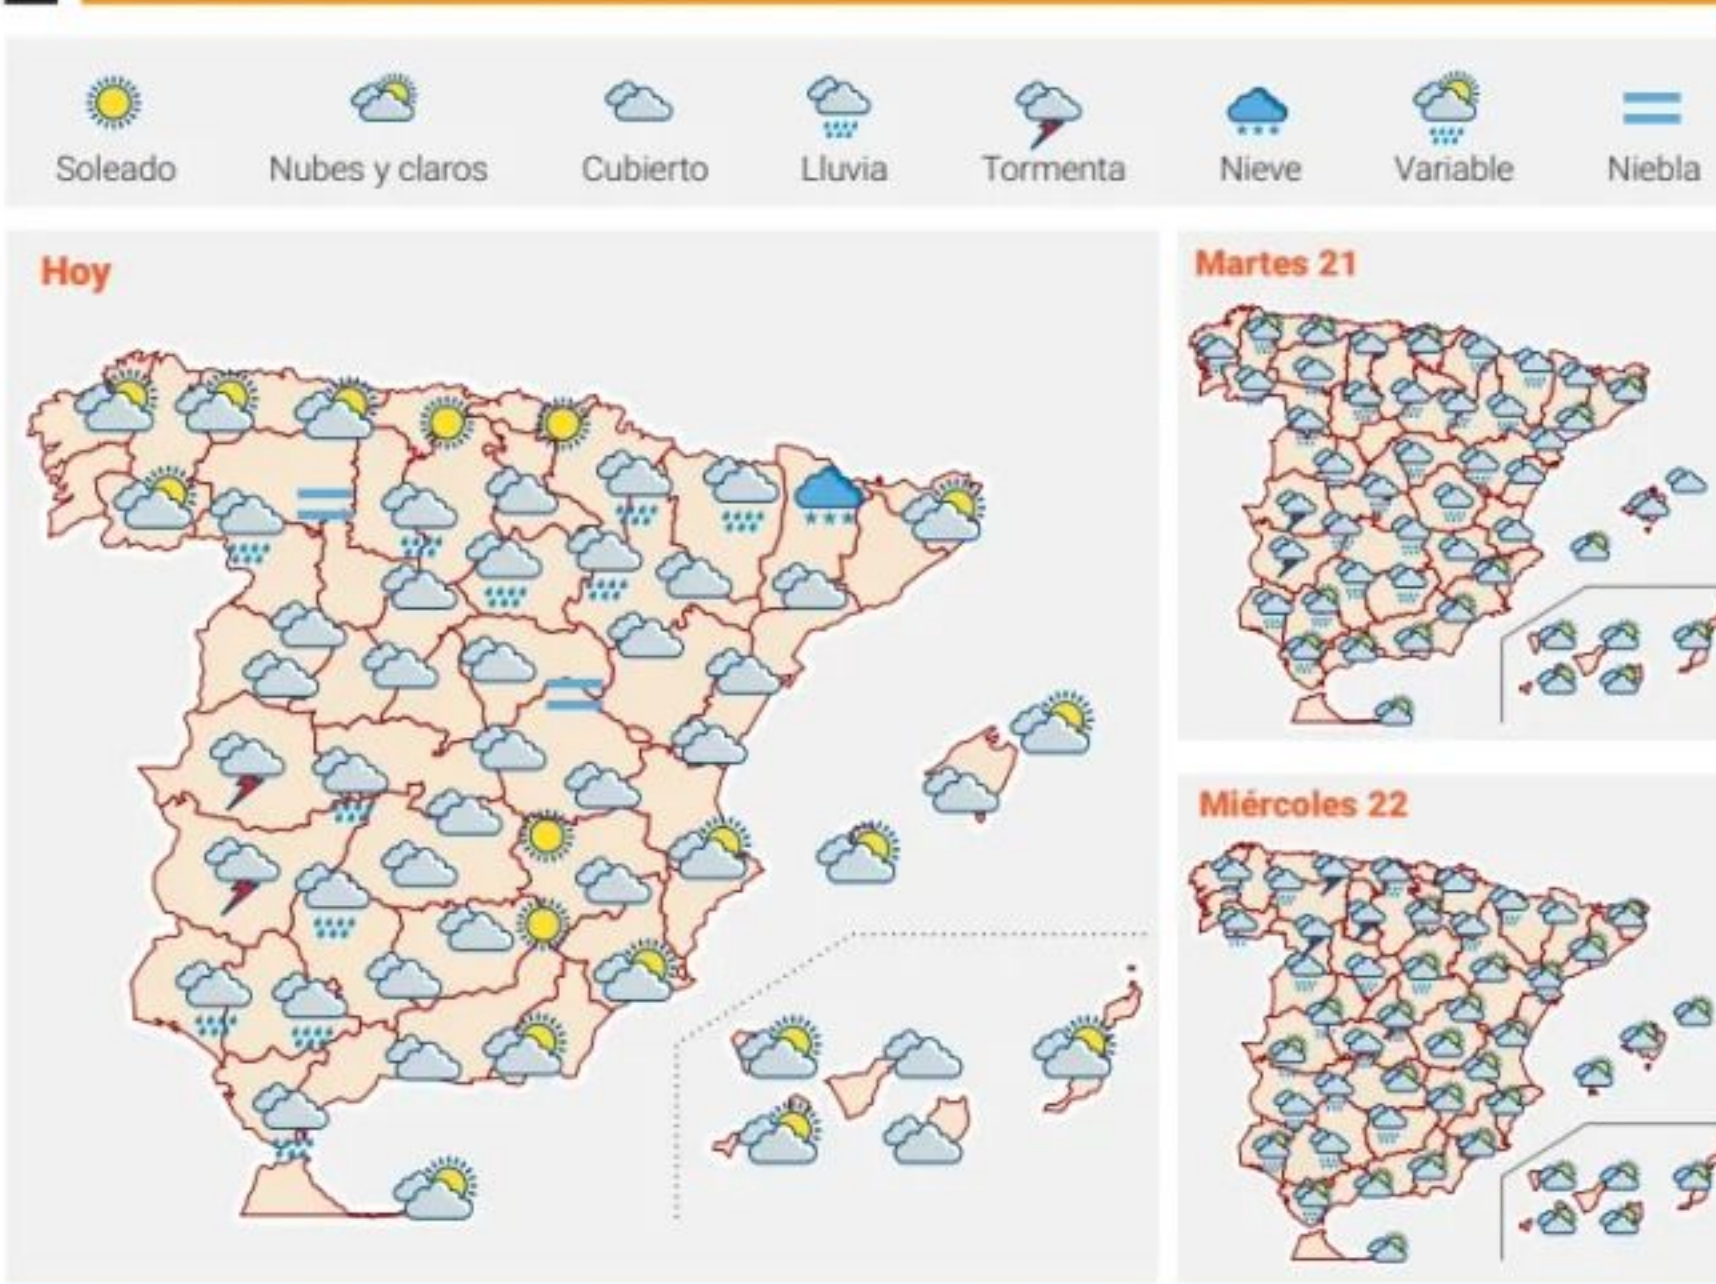 Soleado
Nubes y claros
Cubierto
Lluvia
Tormenta
Nieve
Variable
Niebla
Hoy
Martes 21
Miércoles 22